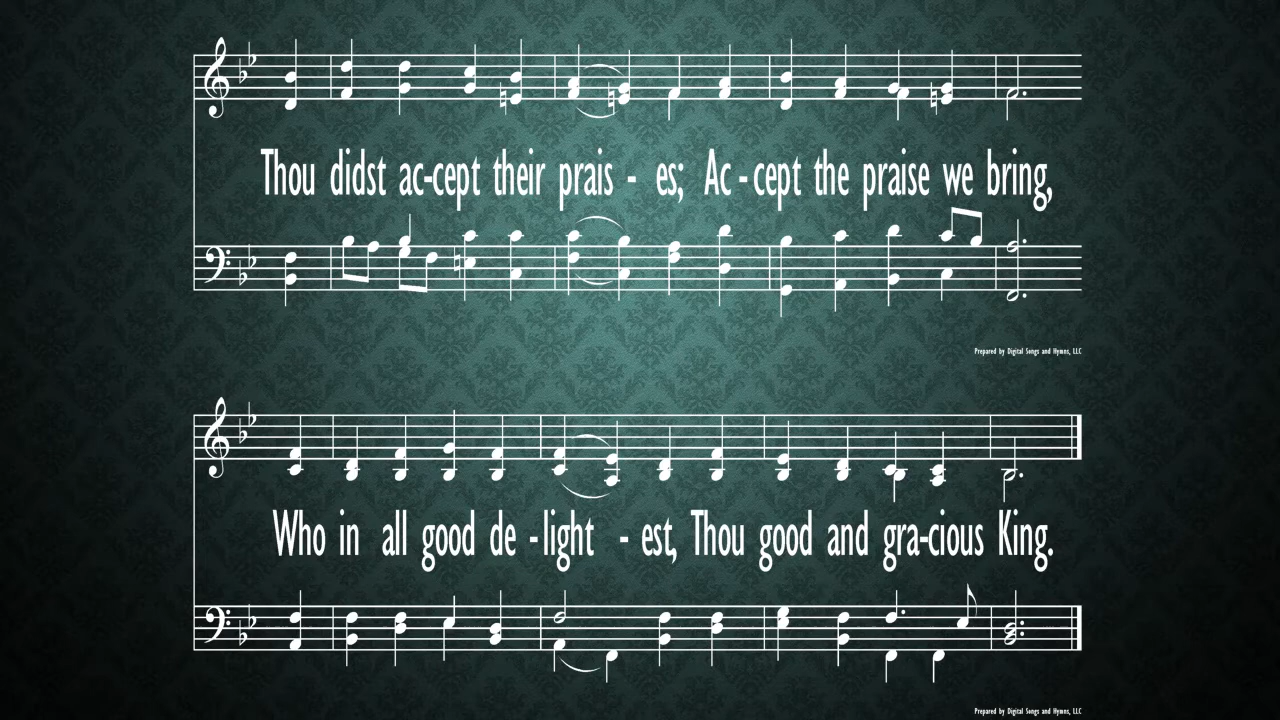 Thou didst ac-cept their prais - es; Ac - cept the praise we bring,
Prepared by Digital Songs and Hymns, LLC
Who in all good de - light - est, Thou good and gra-cious King.
Prepared by Digital Songs and Hymns, LLC